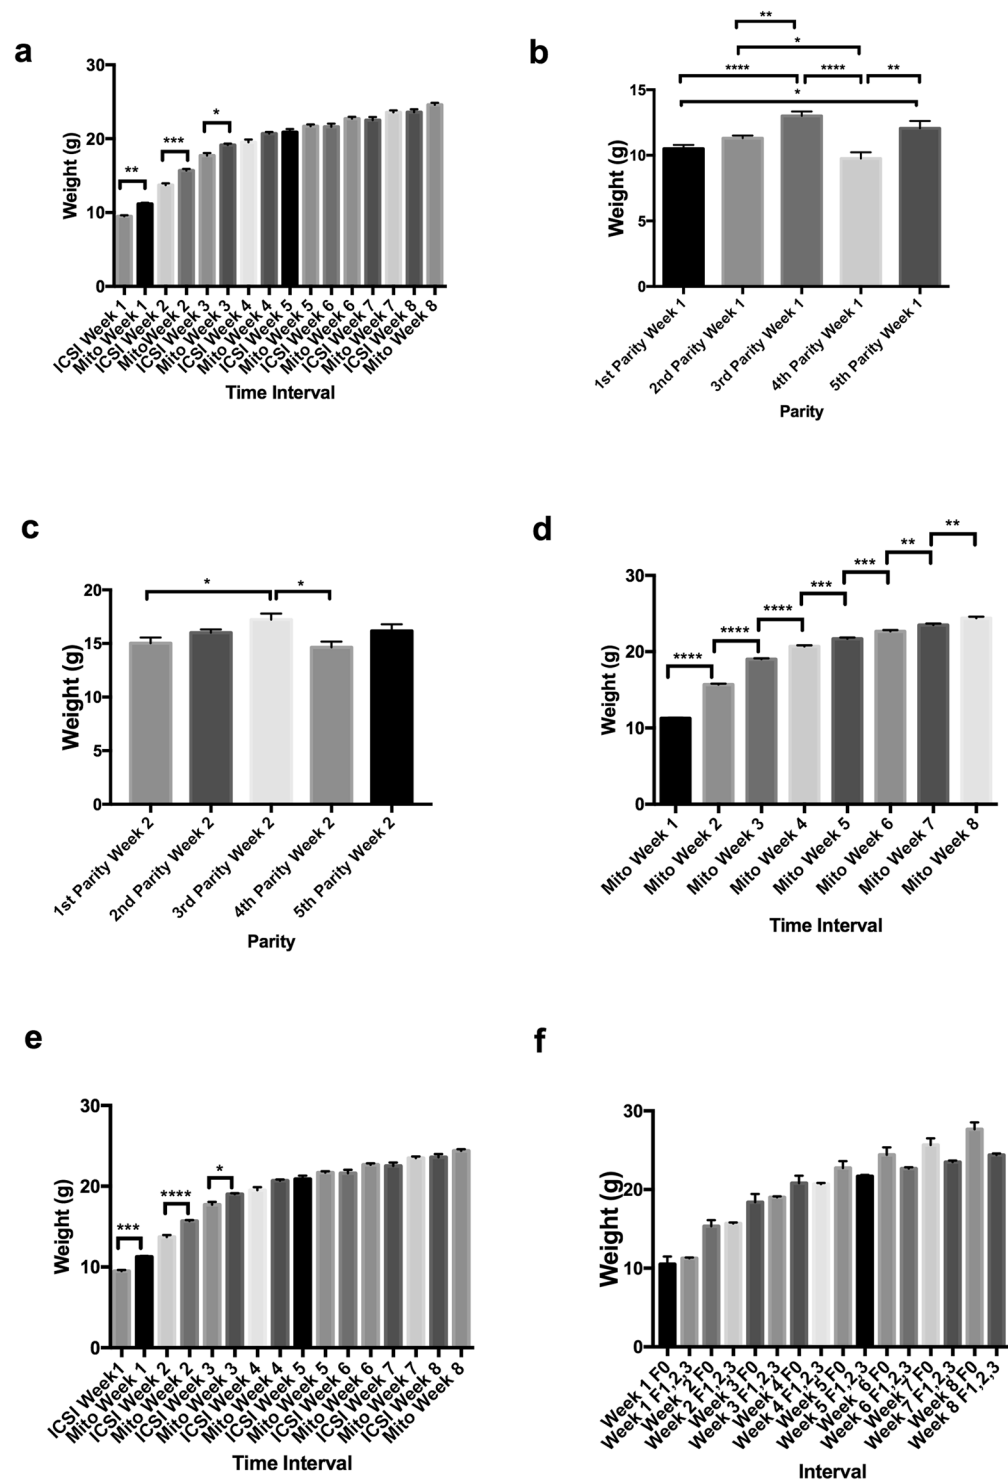 a
30
20
10
0
Weight (g)
**
***
*
ICSI Week 1
Mito Week 1
ICSI Week 2
MitoWeek 2
ICSI Week 3
Mito Week 3
ICSI Week 4
Mito Week 4
ICSI Week 5
Mito Week 5
ICSI Week 6
Mito Week 6
ICSI Week 7
Mito Week 7
ICSI Week 8
Mito Week 8
Time Interval
b
**
*
**** **** **
*
15
10
5
0
Weight (g)
1st Parity Week 1
2nd Parity Week 1
3rd Parity Week 1
4th Parity Week 1
5th Parity Week 1
Parity
c
20
15
10
5
0
Weight (g)
* *
1st Parity Week 2
2nd Parity Week 2
3rd Parity Week 2
4th Parity Week 2
5th Parity Week 2
Parity
d
30
20
10
0
Weight (g)
****
****
****
***
***
**
**
Mito Week 1
Mito Week 2
Mito Week 3
Mito Week 4
Mito Week 5
Mito Week 6
Mito Week 7
Mito Week 8
Time Interval
e
30
20
10
0
Weight (g)
***
****
*
ICSI Week1
Mito Week 1
ICSI Week 2
Mito Week 2
ICSI Week 3
Mito Week 3
ICSI Week 4
Mito Week 4
ICSI Week 5
Mito Week 5
ICSI Week 6
Mito Week 6
ICSI Week 7
Mito Week 7
ICSI Week 8
Mito Week 8
Time Interval
f
30
20
10
0
Weight (g)
Week 1 F0
Week 1 F1,2,3
Week 2 F0
Week 2 F1,2,3
Week 3 F0
Week 3 F1,2,3
Week 4 F0
Week 4 F1,2,3
Week 5 F0
Week 5 F1,2,3
Week 6 F0
Week 6 F1,2,3
Week 7 F0
Week 7 F1,2,3
Week 8 F0
Week 8 F1,2,3
Interval